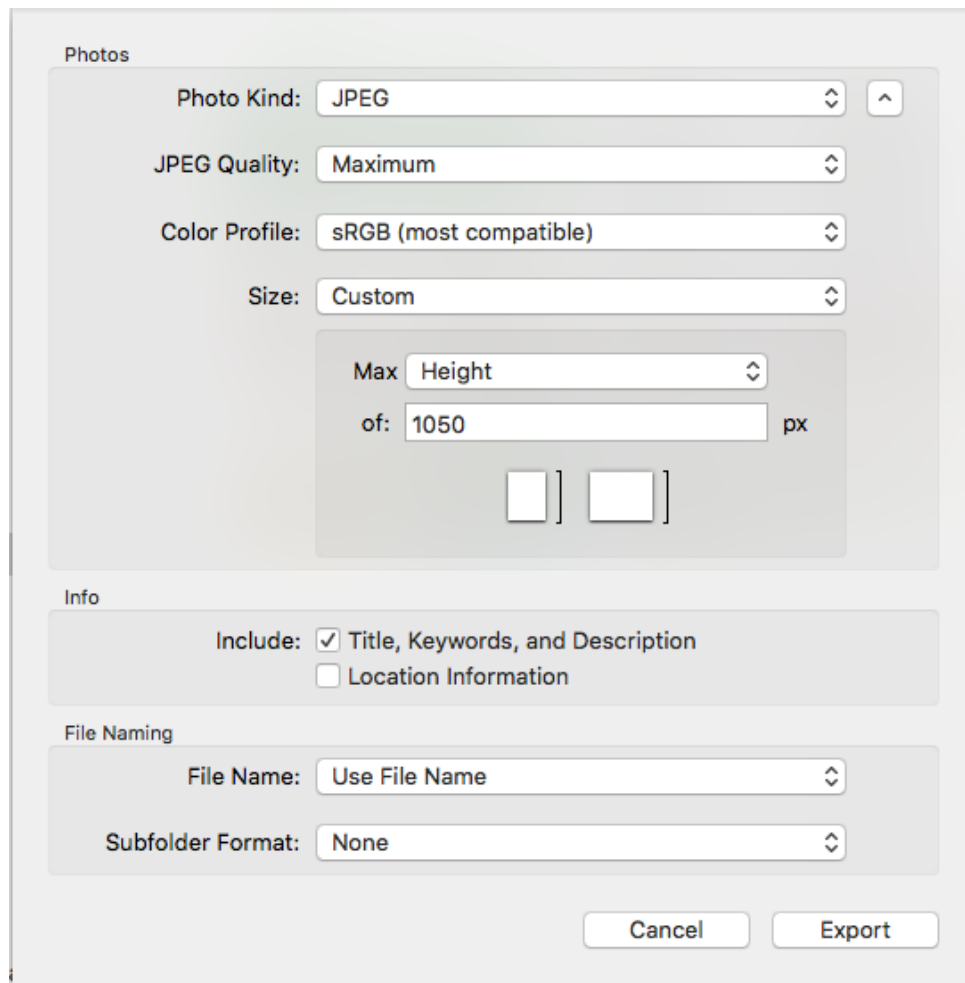 Photos
Photo Kind: JPEG
JPEG Quality: Maximum
Color Profile: sRGB (most compatible)
Size: Custom
Max Height
of: 1050 px
Info
Include: Title, Keywords, and Description
Location Information
File Naming
File Name: Use File Name
Subfolder Format: None
Cancel Export